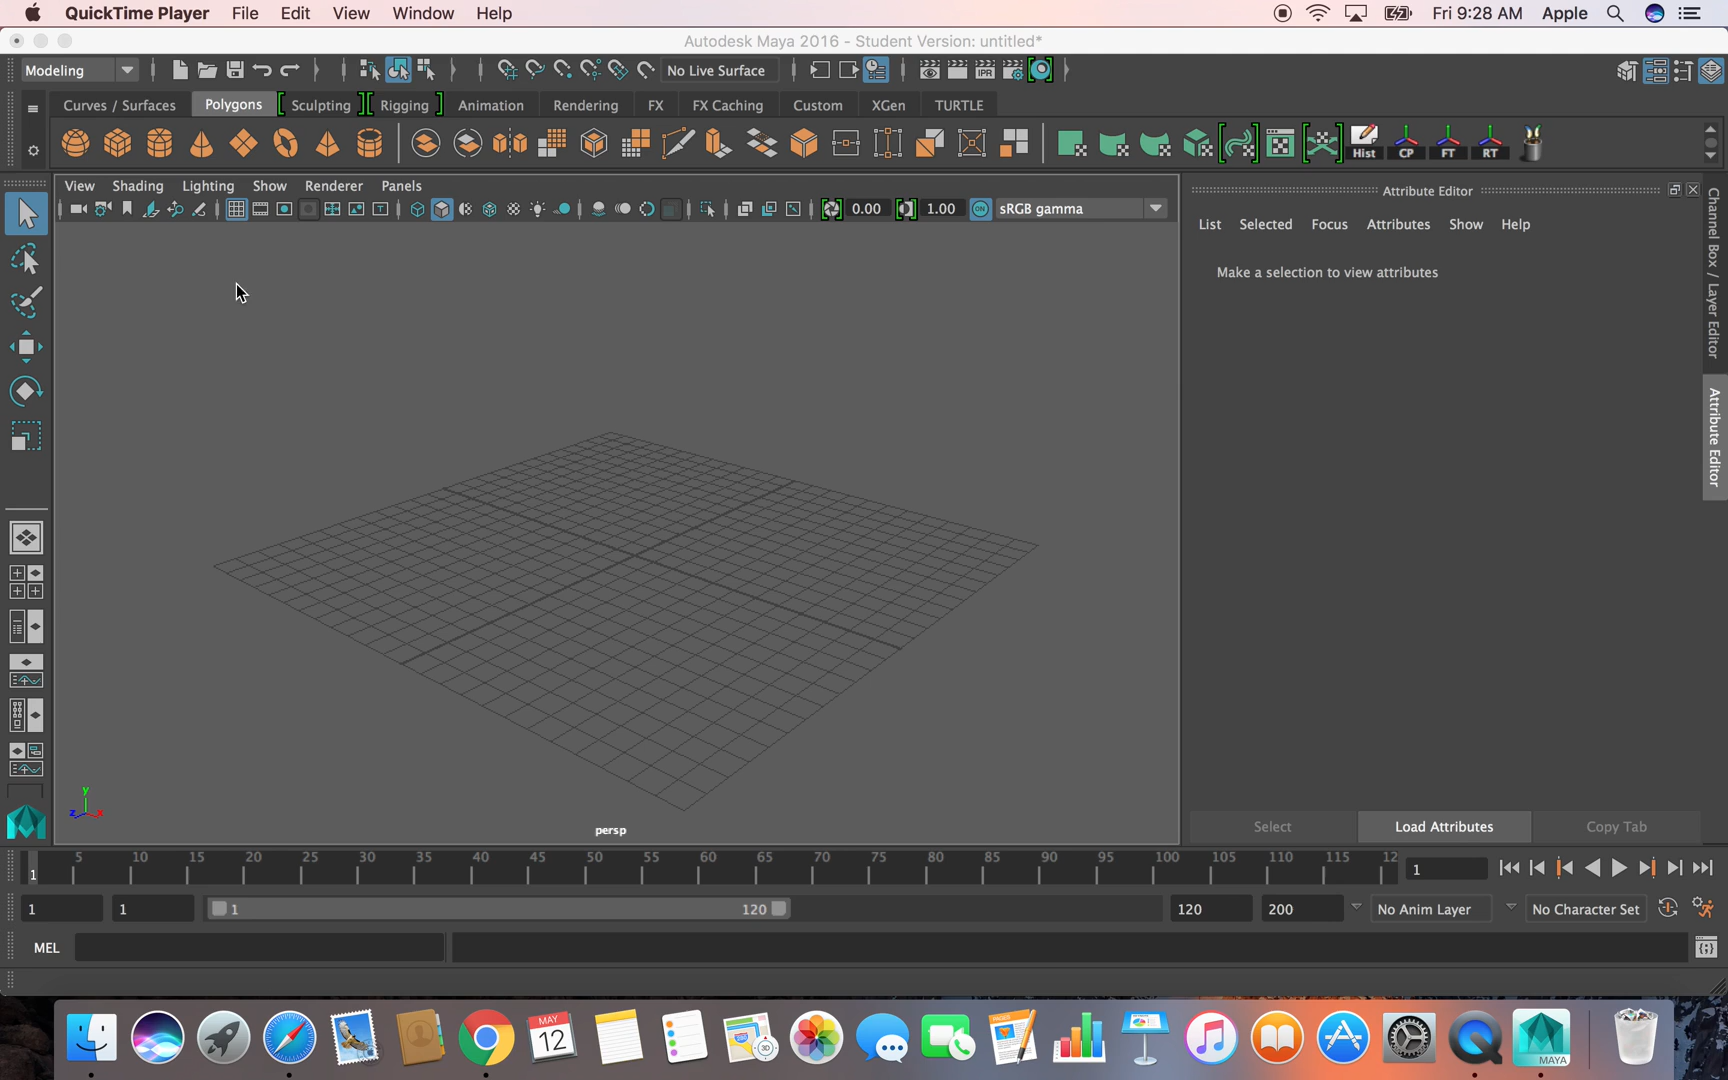 QuickTime Player File Edit View Window Help Fri 9:28 AM Apple
Autodesk Maya 2016 - Student Version: untitled*
Modeling No Live Surface IPR
Curves / Surfaces Polygons Sculpting Rigging Animation Rendering FX FX Caching Custom XGen TURTLE
Hist CP FT RT
View Shading Lighting Show Renderer Panels
0.00 1.00 ON sRGB gamma
Attribute Editor
List Selected Focus Attributes Show Help
Make a selection to view attributes
Channel Box / Layer Editor
Attribute Editor
y
z x
persp
Select Load Attributes Copy Tab
5 10 15 20 25 30 35 40 45 50 55 60 65 70 75 80 85 90 95 100 105 110 115 12
1 1
1 1 1 120 120 200 No Anim Layer No Character Set
MEL
MAY
12
PAGES
MAYA